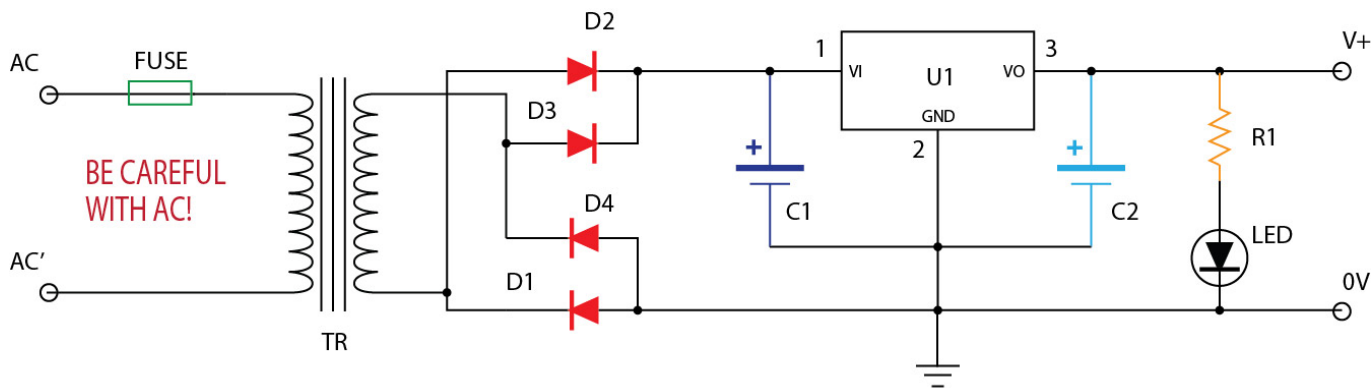 D2
AC
FUSE
1
3
V+
VI
U1
VO
D3
GND
R1
+
2
+
BE CAREFUL
WITH AC!
D4
C1
C2
LED
AC’
D1
0V
TR